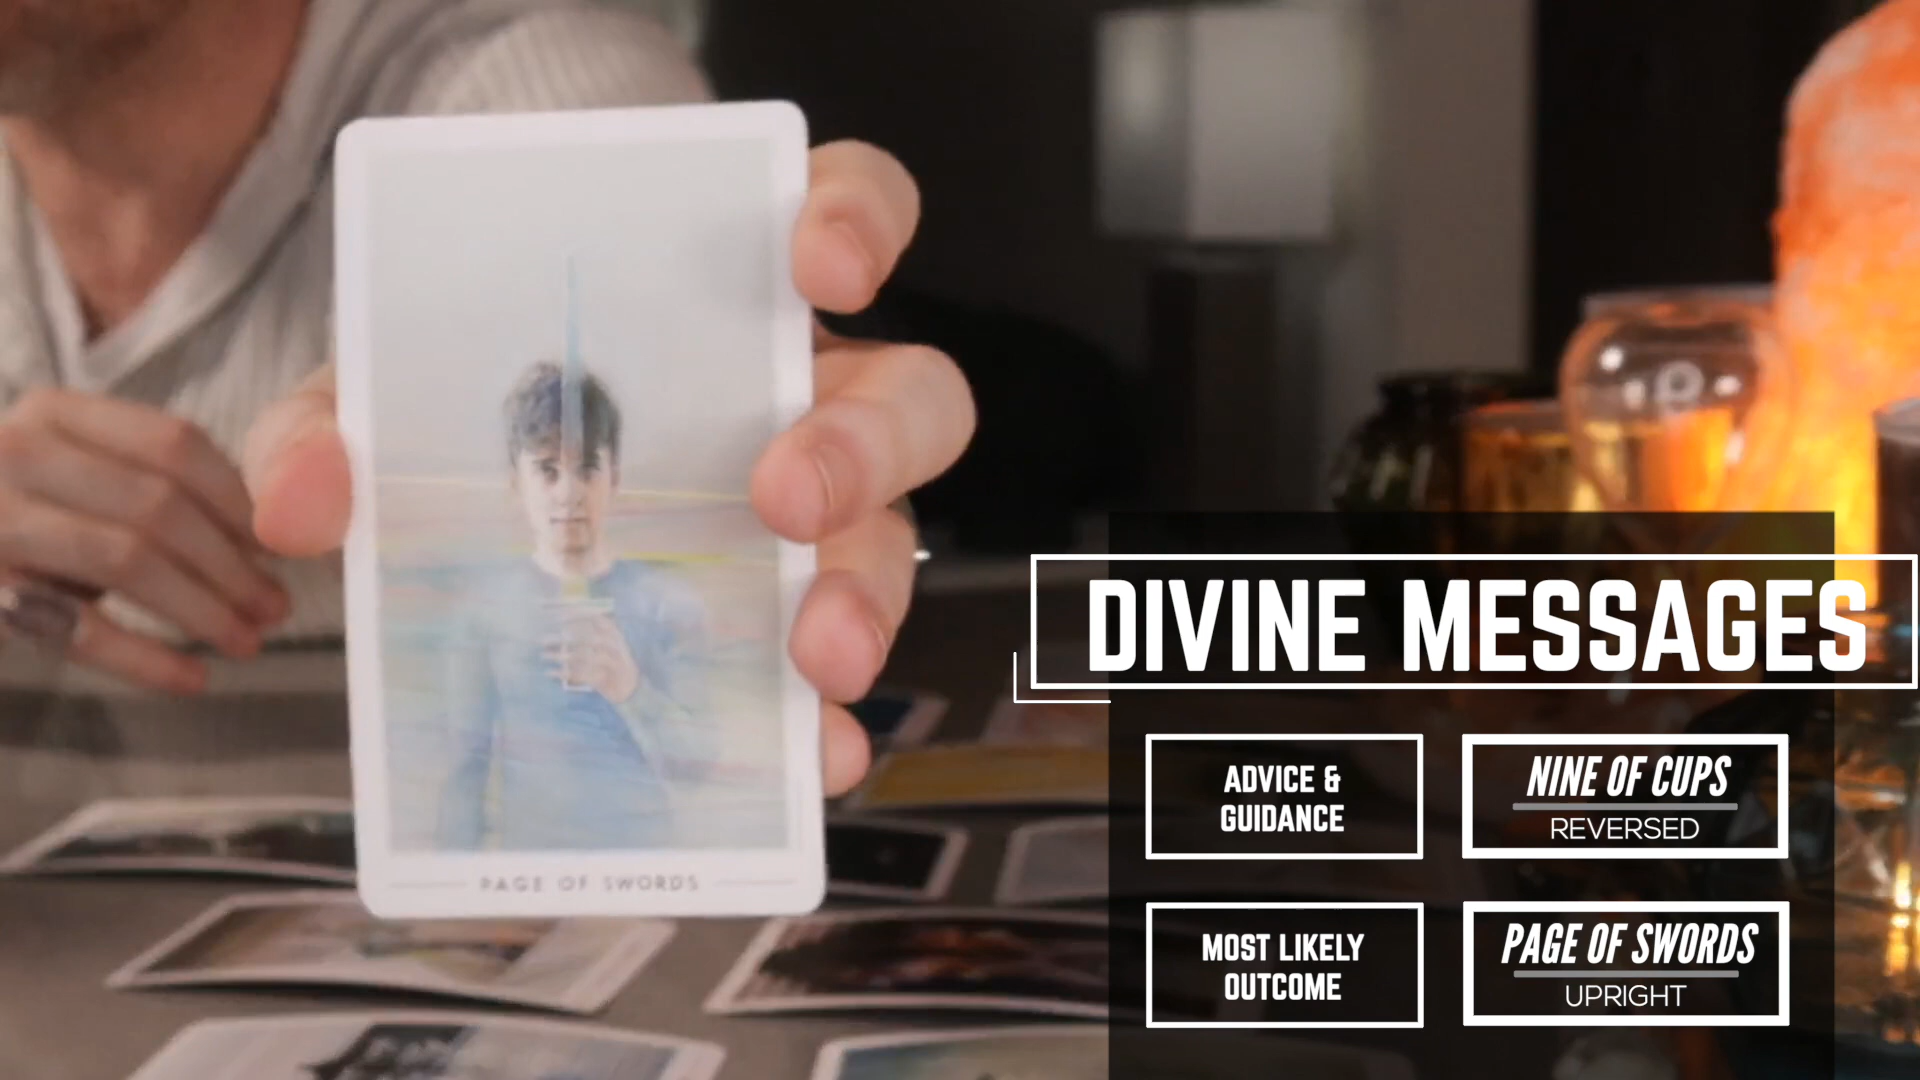 PAGE OF SWORDS
DIVINE MESSAGES
ADVICE &
GUIDANCE
NINE OF CUPS
REVERSED
MOST LIKELY
OUTCOME
PAGE OF SWORDS
UPRIGHT